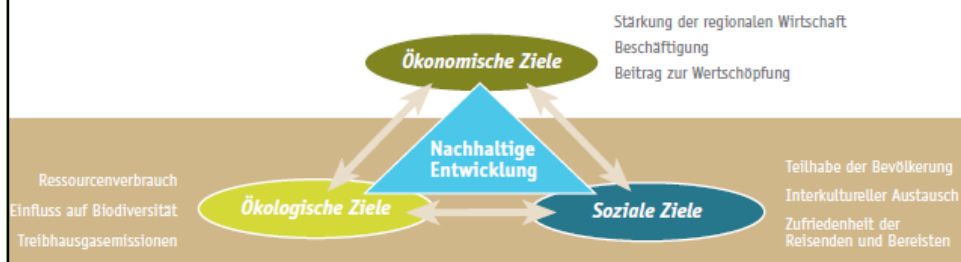 Stärkung der regionalen Wirtschaft
Beschäftigung
Beitrag zur Wertschöpfung
Ökonomische Ziele
Nachhaltige
Entwicklung
Ressourcenverbrauch
Einfluss auf Biodiversität
Treibhausgasemissionen
Ökologische Ziele
Soziale Ziele
Teilhabe der Bevölkerung
Interkultureller Austausch
Zufriedenheit der
Reisenden und Bereisten